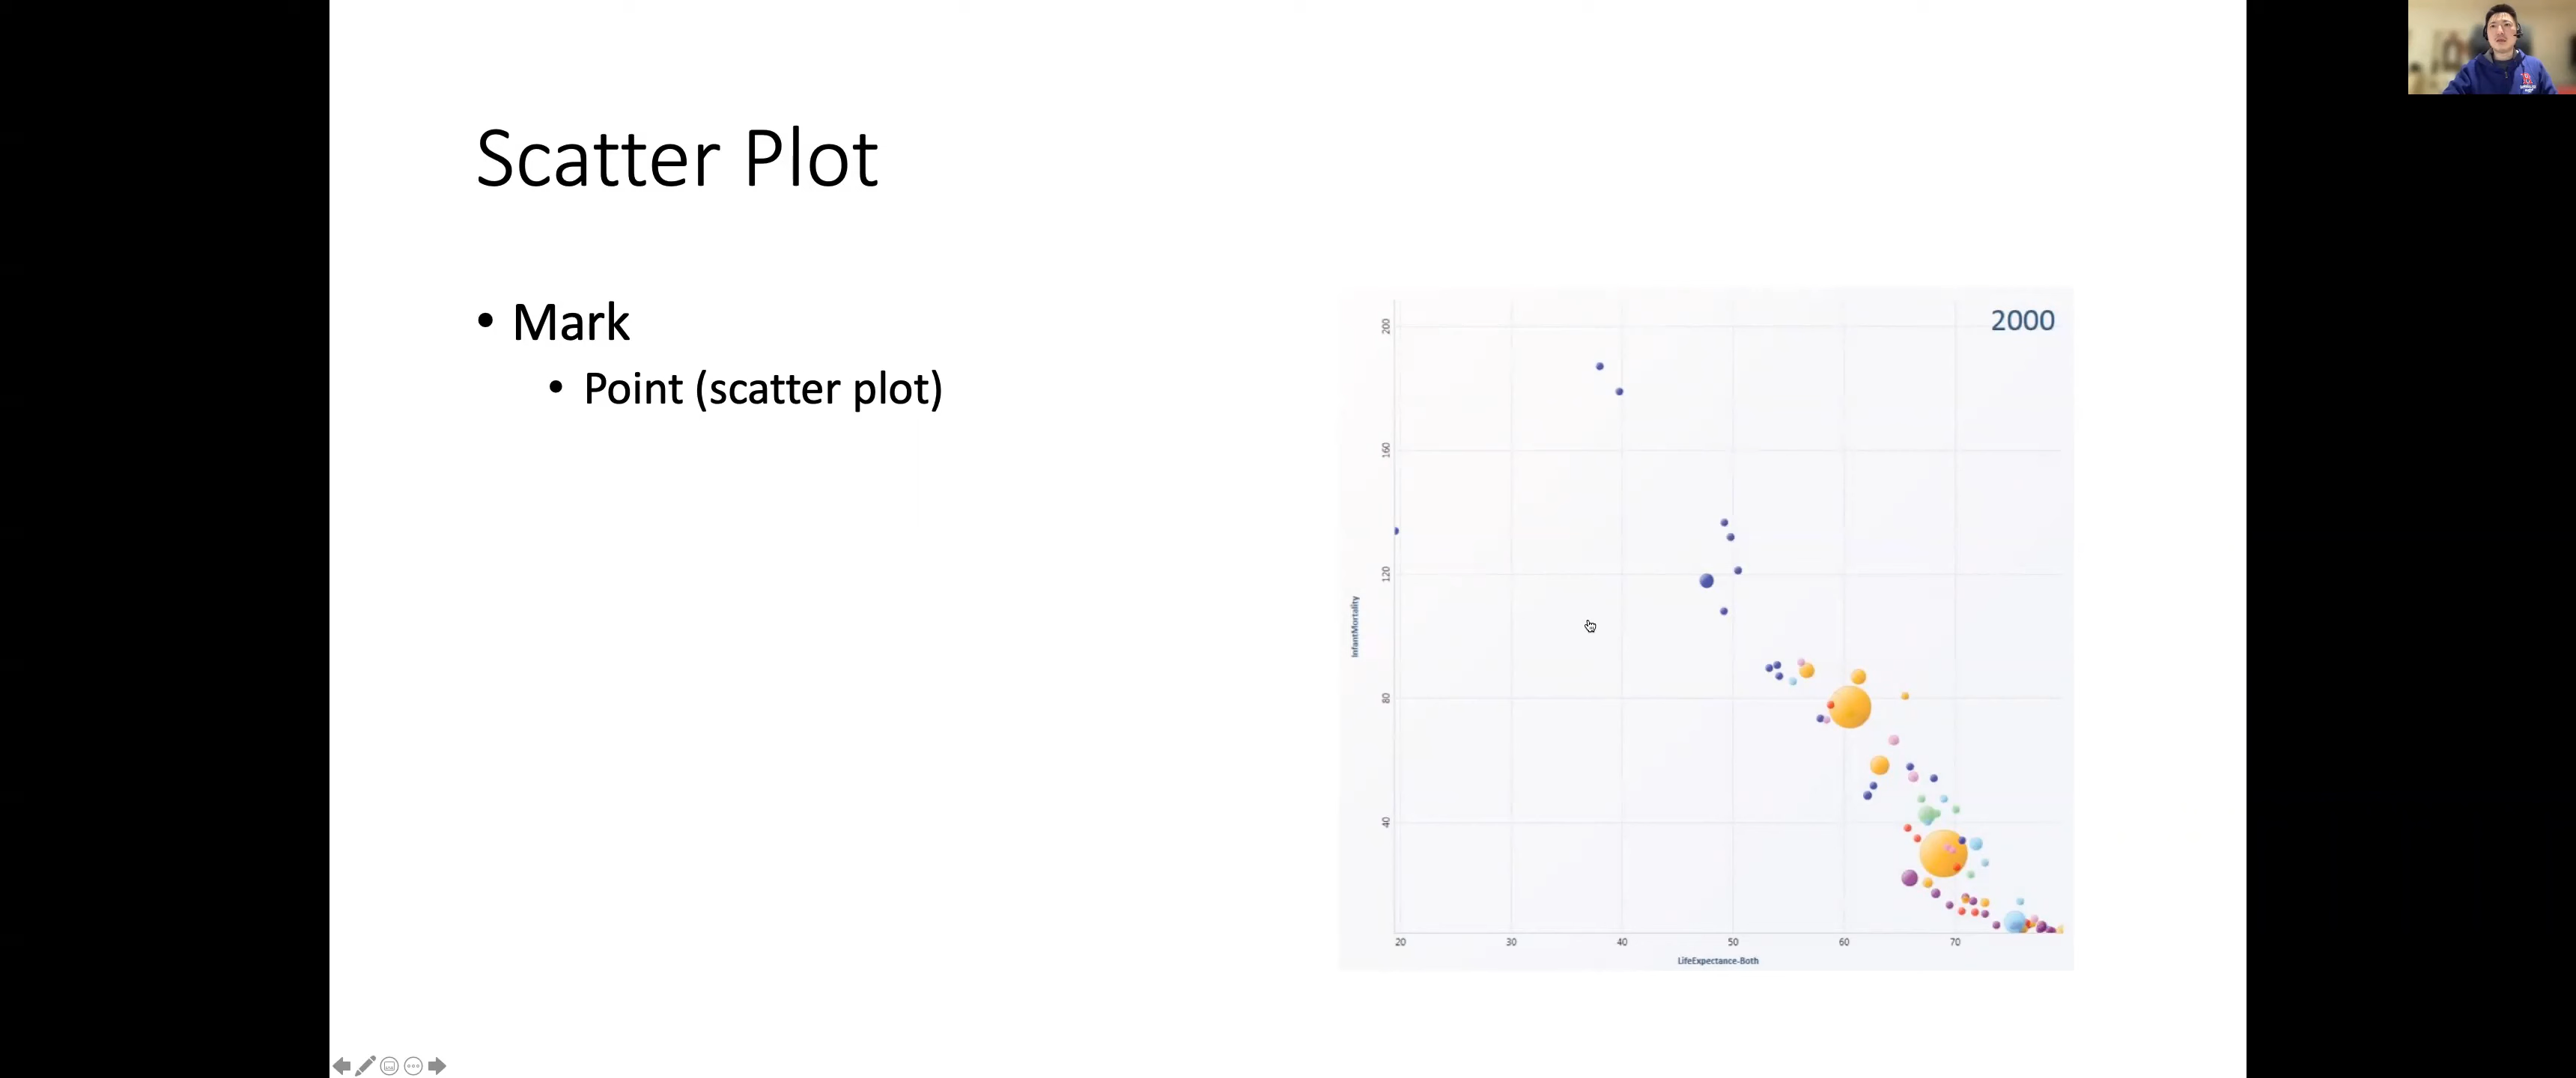 Scatter Plot
• Mark
• Point (scatter plot)
2000
200
160
120
80
40
InfantMortality
20 30 40 50 60 70
LifeExpectance-Both